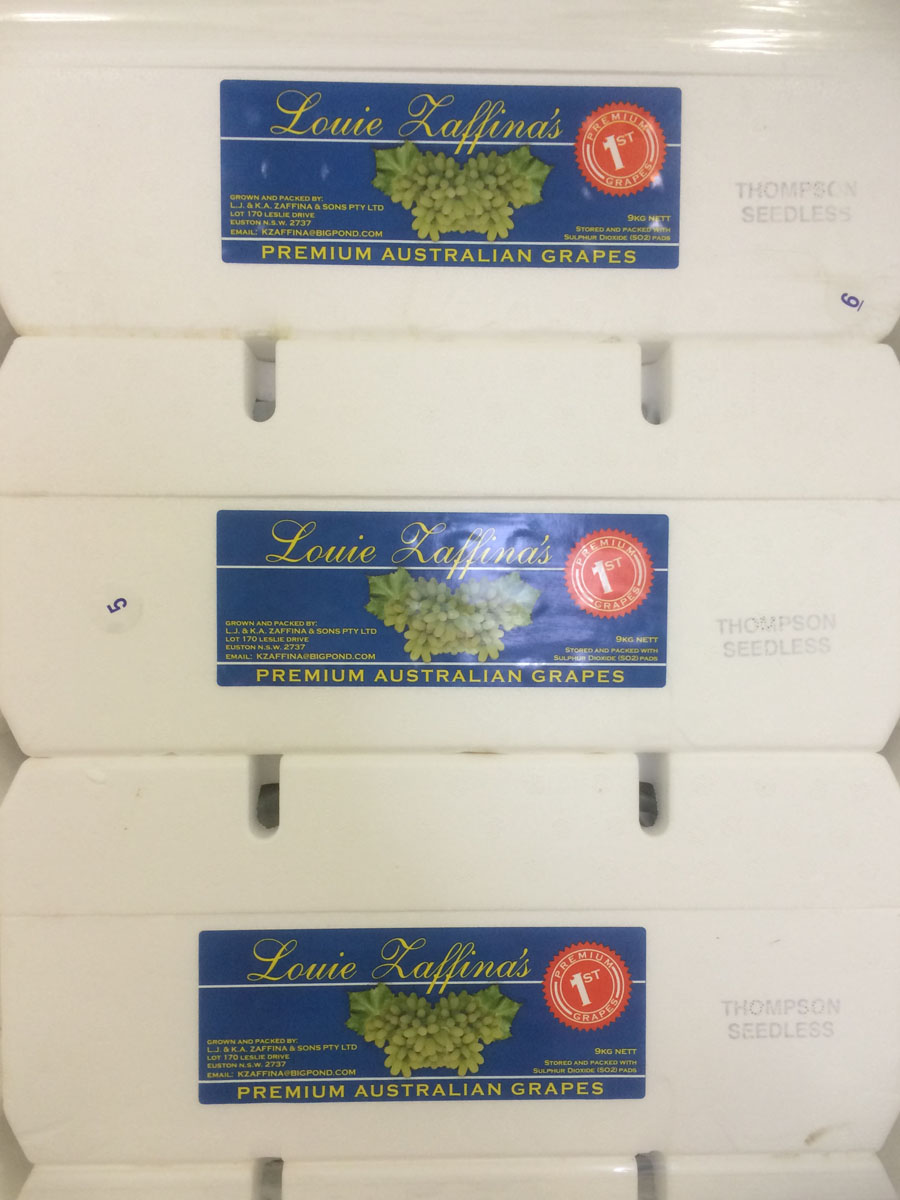 Louie Zaffina's
PREMIUM
1ST
GRAPES
GROWN AND PACKED BY:
L.J. & K.A. ZAFFINA & SONS PTY LTD
LOT 170 LESLIE DRIVE
EUSTON N.S.W. 2737
EMAIL: KZAFFINA@BIGPOND.COM
9KG NETT
STORED AND PACKED WITH
SULPHUR DIOXIDE (SO2) PADS
PREMIUM AUSTRALIAN GRAPES
THOMPSON
SEEDLESS
9
Louie Zaffina's
PREMIUM
1ST
GRAPES
GROWN AND PACKED BY:
L.J. & K.A. ZAFFINA & SONS PTY LTD
LOT 170 LESLIE DRIVE
EUSTON N.S.W. 2737
EMAIL: KZAFFINA@BIGPOND.COM
9KG NETT
STORED AND PACKED WITH
SULPHUR DIOXIDE (SO2) PADS
PREMIUM AUSTRALIAN GRAPES
THOMPSON
SEEDLESS
5
Louie Zaffina's
PREMIUM
1ST
GRAPES
GROWN AND PACKED BY:
L.J. & K.A. ZAFFINA & SONS PTY LTD
LOT 170 LESLIE DRIVE
EUSTON N.S.W. 2737
EMAIL: KZAFFINA@BIGPOND.COM
9KG NETT
STORED AND PACKED WITH
SULPHUR DIOXIDE (SO2) PADS
PREMIUM AUSTRALIAN GRAPES
THOMPSON
SEEDLESS